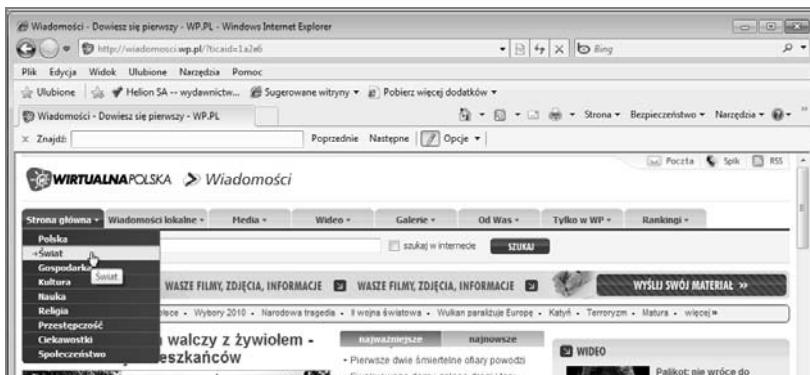 Wiadomości - Dowiesz się pierwszy - WP.PL - Windows Internet Explorer
http://wiadomosci.wp.pl/?ticaid=1a2e6
Bing
Plik Edycja Widok Ulubione Narzędzia Pomoc
Ulubione Helion SA -- wydawnictw... Sugerowane witryny Pobierz więcej dodatków
Wiadomości - Dowiesz się pierwszy - WP.PL
Strona Bezpieczeństwo Narzędzia
Znajdź: Poprzednie Następne Opcje
Poczta Spik RSS
WIRTUALNAPOLSKA Wiadomości
Strona główna Wiadomości lokalne Media Wideo Galerie Od Was Tylko w WP Rankingi
Polska
Świat
szukaj w internecie SZUKAJ
Gospodarka
Świat
Kultura
WASZE FILMY, ZDJĘCIA, INFORMACJE WASZE FILMY, ZDJĘCIA, INFORMACJE WYŚLIJ SWÓJ MATERIAŁ >>
Nauka
Religia
Wybory 2010 • Narodowa tragedia • II wojna światowa • Wulkan paraliżuje Europę • Katyń • Terroryzm • Matura • więcej »
Przestępczość
Ciekawostki
walczy z żywiołem -
najważniejsze najnowsze
Społeczeństwo
WIDEO
- Pierwsze dwie śmiertelne ofiary powodzi
Palikot: nie wrócę do